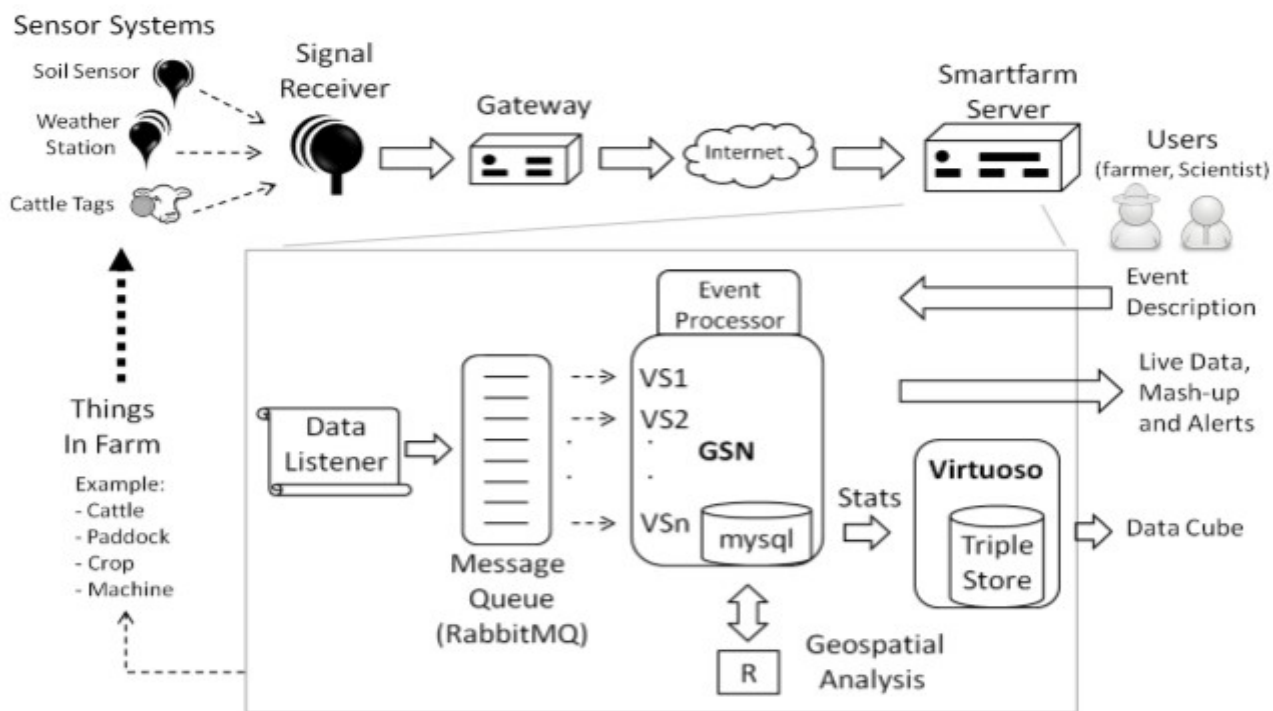 Sensor Systems
Soil Sensor
Weather
Station
Cattle Tags
Signal
Receiver
Gateway
Internet
Smartfarm
Server
Users
(farmer, Scientist)
Event
Description
Live Data,
Mash-up
and Alerts
Things
In Farm
Example:
- Cattle
- Paddock
- Crop
- Machine
Data
Listener
Message
Queue
(RabbitMQ)
Event
Processor
VS1
VS2
GSN
VSn
mysql
Stats
Virtuoso
Triple
Store
Data Cube
R
Geospatial
Analysis